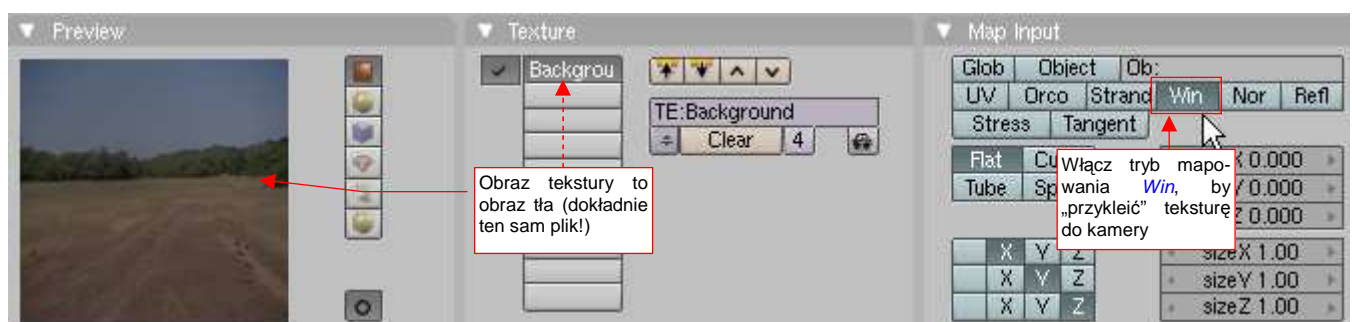 Preview
Texture
Map Input
Backgrou
TE:Background
Clear 4
Glob Object Ob:
UV Orco Strand Win Nor Refl
Stress Tangent
Flat
Tube
0.000
0.000
0.000
X Y Z
X Y Z
X Y Z
sizeX 1.00
sizeY 1.00
sizeZ 1.00
Obraz tekstury to
obraz tła (dokładnie
ten sam plik!)
Włącz tryb mapo-
wania Win, by
„przykleić” teksturę
do kamery